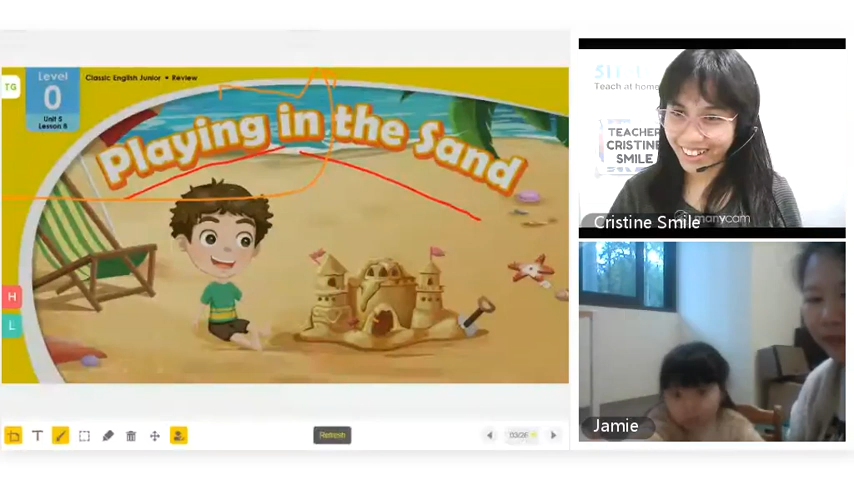 TG
Level
0
Unit 5
Lesson 8
Classic English Junior • Review
Playing in the Sand
H
L
T
Refresh
Teach at home
TEACHER
CRISTINE
SMILE
Cristine Smile
manycam
Jamie